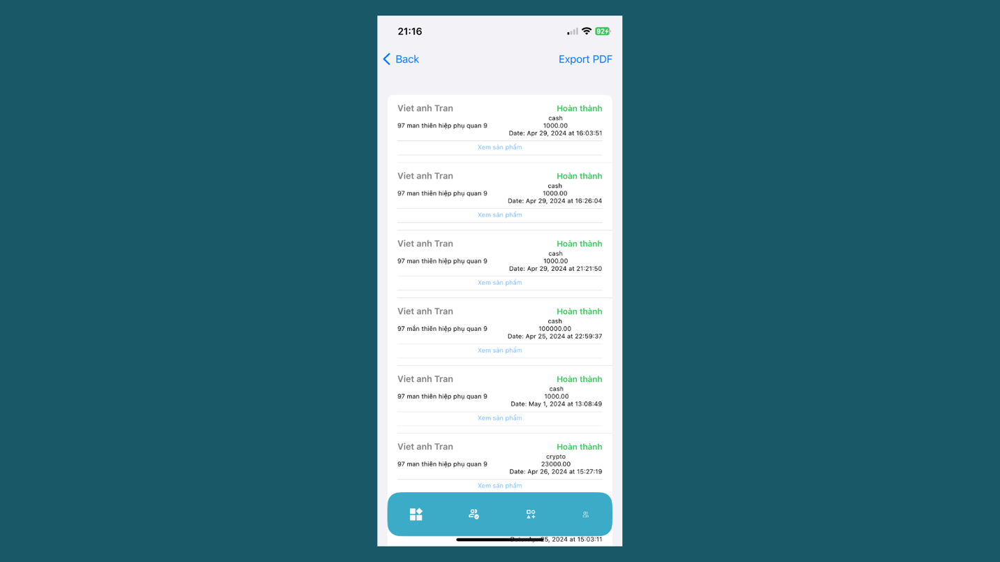 21:16
92
Back
Export PDF
Viet anh Tran
Hoàn thành
cash
97 man thiên hiệp phụ quan 9
1000.00
Date: Apr 29, 2024 at 16:03:51
Xem sản phẩm
Viet anh Tran
Hoàn thành
cash
97 man thiên hiệp phụ quan 9
1000.00
Date: Apr 29, 2024 at 16:26:04
Xem sản phẩm
Viet anh Tran
Hoàn thành
cash
97 man thiên hiệp phụ quan 9
1000.00
Date: Apr 29, 2024 at 21:21:50
Xem sản phẩm
Viet anh Tran
Hoàn thành
cash
97 mắn thiên hiệp phụ quan 9
100000.00
Date: Apr 25, 2024 at 22:59:37
Xem sản phẩm
Viet anh Tran
Hoàn thành
cash
97 man thiên hiệp phụ quan 9
1000.00
Date: May 1, 2024 at 13:08:49
Xem sản phẩm
Viet anh Tran
Hoàn thành
crypto
97 man thiên hiệp phụ quan 9
23000.00
Date: Apr 26, 2024 at 15:27:19
Xem sản phẩm
Date: Apr 25, 2024 at 15:03:11